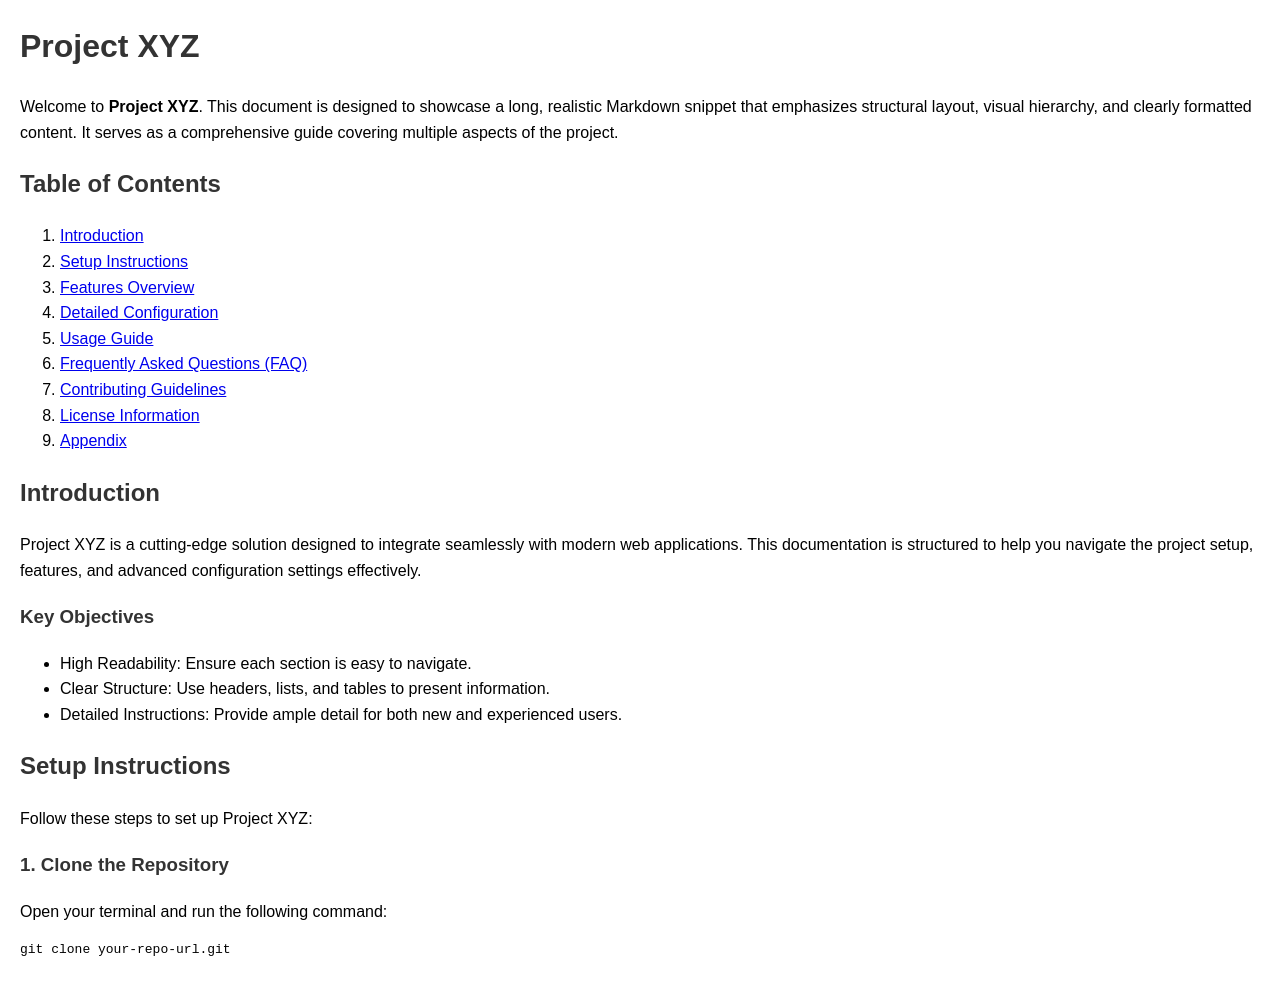 Project XYZ
Welcome to Project XYZ. This document is designed to showcase a long, realistic Markdown snippet that emphasizes structural layout, visual hierarchy, and clearly formatted
content. It serves as a comprehensive guide covering multiple aspects of the project.
Table of Contents
1. Introduction
2. Setup Instructions
3. Features Overview
4. Detailed Configuration
5. Usage Guide
6. Frequently Asked Questions (FAQ)
7. Contributing Guidelines
8. License Information
9. Appendix
Introduction
Project XYZ is a cutting-edge solution designed to integrate seamlessly with modern web applications. This documentation is structured to help you navigate the project setup,
features, and advanced configuration settings effectively.
Key Objectives
• High Readability: Ensure each section is easy to navigate.
• Clear Structure: Use headers, lists, and tables to present information.
• Detailed Instructions: Provide ample detail for both new and experienced users.
Setup Instructions
Follow these steps to set up Project XYZ:
1. Clone the Repository
Open your terminal and run the following command:
git clone your-repo-url.git